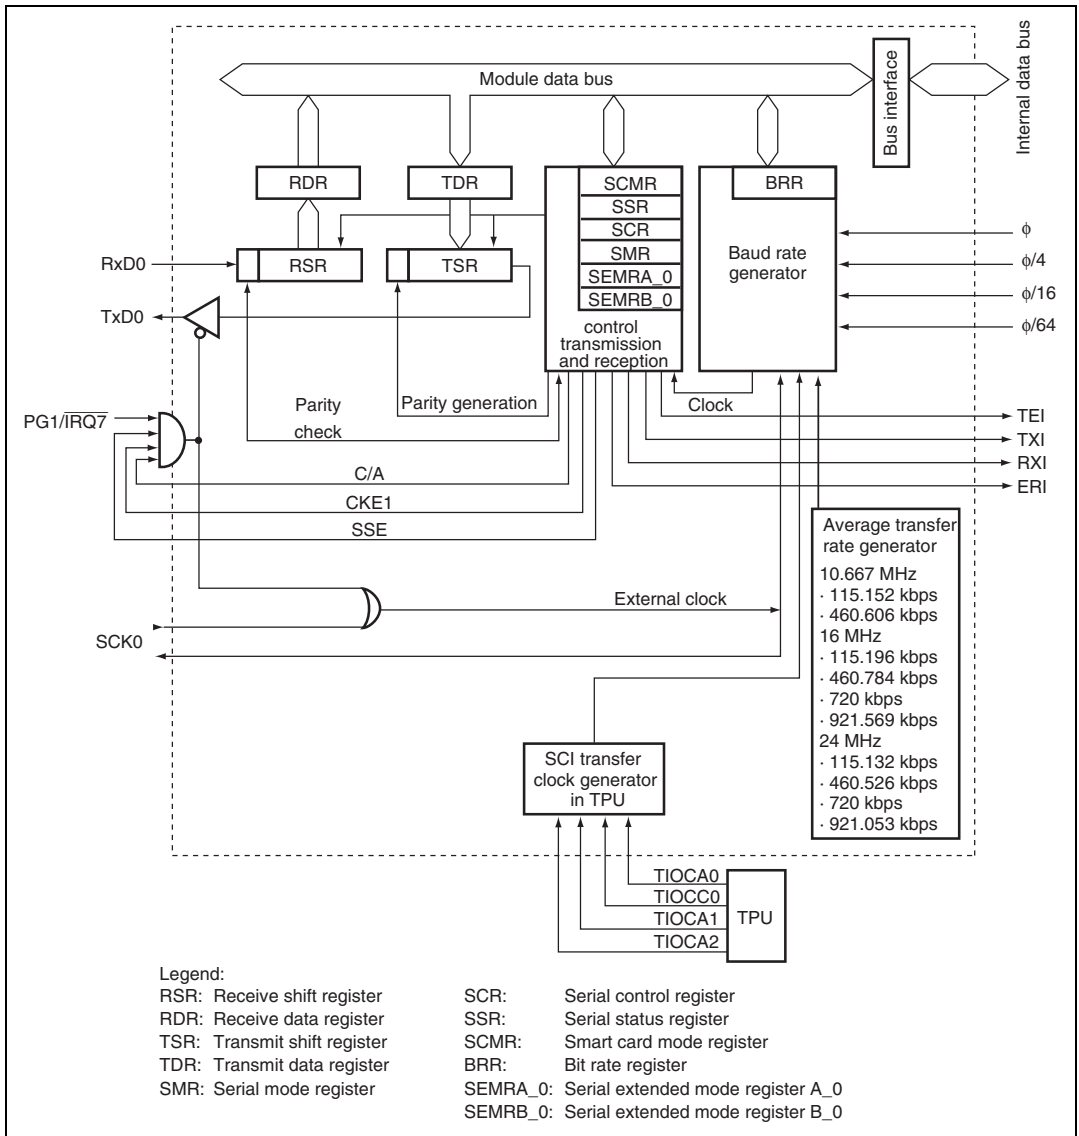 Module data bus
Bus interface
Internal data bus
RDR
TDR
SCMR
SSR
SCR
SMR
SEMRA_0
SEMRB_0
control
transmission
and reception
BRR
Baud rate
generator
RxD0
RSR
TSR
TxD0
ϕ
ϕ/4
ϕ/16
ϕ/64
Parity
check
Parity generation
Clock
PG1/IRQ7
TEI
TXI
RXI
ERI
C/A
CKE1
SSE
External clock
SCK0
Average transfer
rate generator
10.667 MHz
· 115.152 kbps
· 460.606 kbps
16 MHz
· 115.196 kbps
· 460.784 kbps
· 720 kbps
· 921.569 kbps
24 MHz
· 115.132 kbps
· 460.526 kbps
· 720 kbps
· 921.053 kbps
SCI transfer
clock generator
in TPU
TIOCA0
TIOCC0
TIOCA1
TIOCA2
TPU
Legend:
RSR: Receive shift register
RDR: Receive data register
TSR: Transmit shift register
TDR: Transmit data register
SMR: Serial mode register
SCR: Serial control register
SSR: Serial status register
SCMR: Smart card mode register
BRR: Bit rate register
SEMRA_0: Serial extended mode register A_0
SEMRB_0: Serial extended mode register B_0